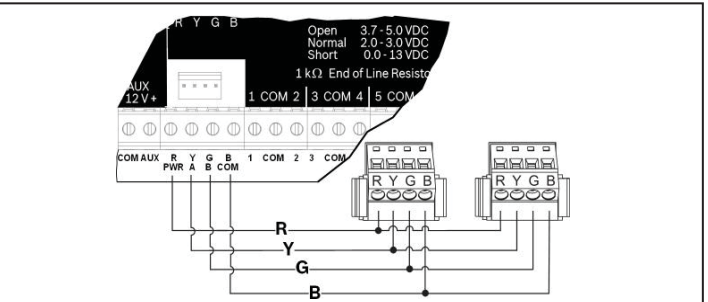 R Y G B
Open 3.7 - 5.0 VDC
Normal 2.0 - 3.0 VDC
Short 0.0 - 13 VDC
1 kΩ End of Line Resisto
AUX
12 V +
1 COM 2 3 COM 4 5 COM
COM AUX R Y G B 1 COM 2 3 COM
PWR A B COM
R Y G B
R Y G B
R
Y
G
B